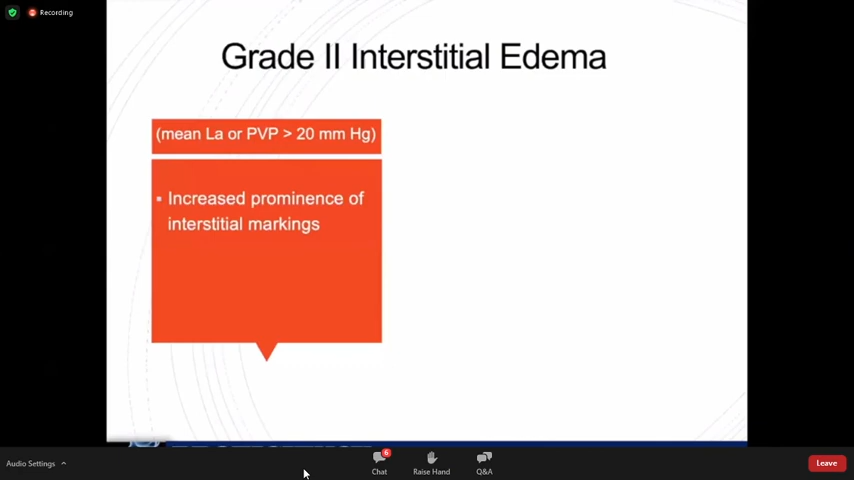 Recording
Grade II Interstitial Edema
(mean La or PVP > 20 mm Hg)
▪ Increased prominence of
interstitial markings
Audio Settings
6
Chat
Raise Hand
Q&A
Leave